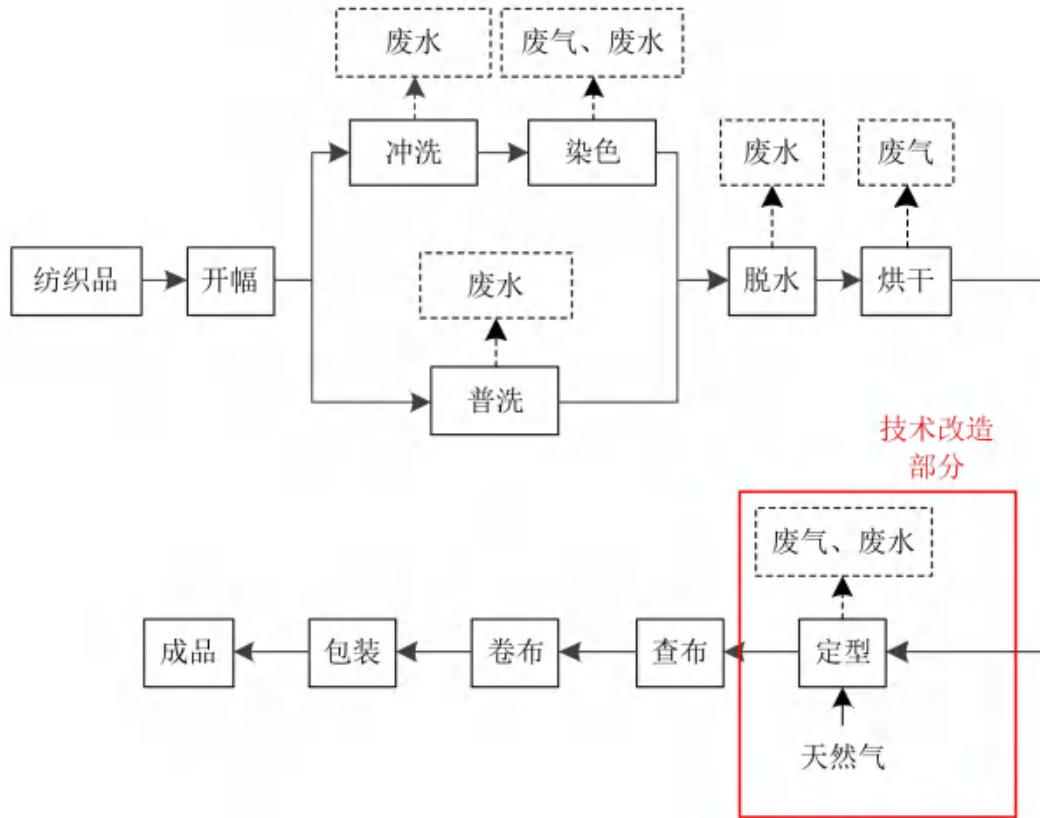 废水
废气、废水
冲洗
染色
废水
废气
纺织品
开幅
废水
脱水
烘干
普洗
技术改造
部分
废气、废水
成品
包装
卷布
查布
定型
天然气